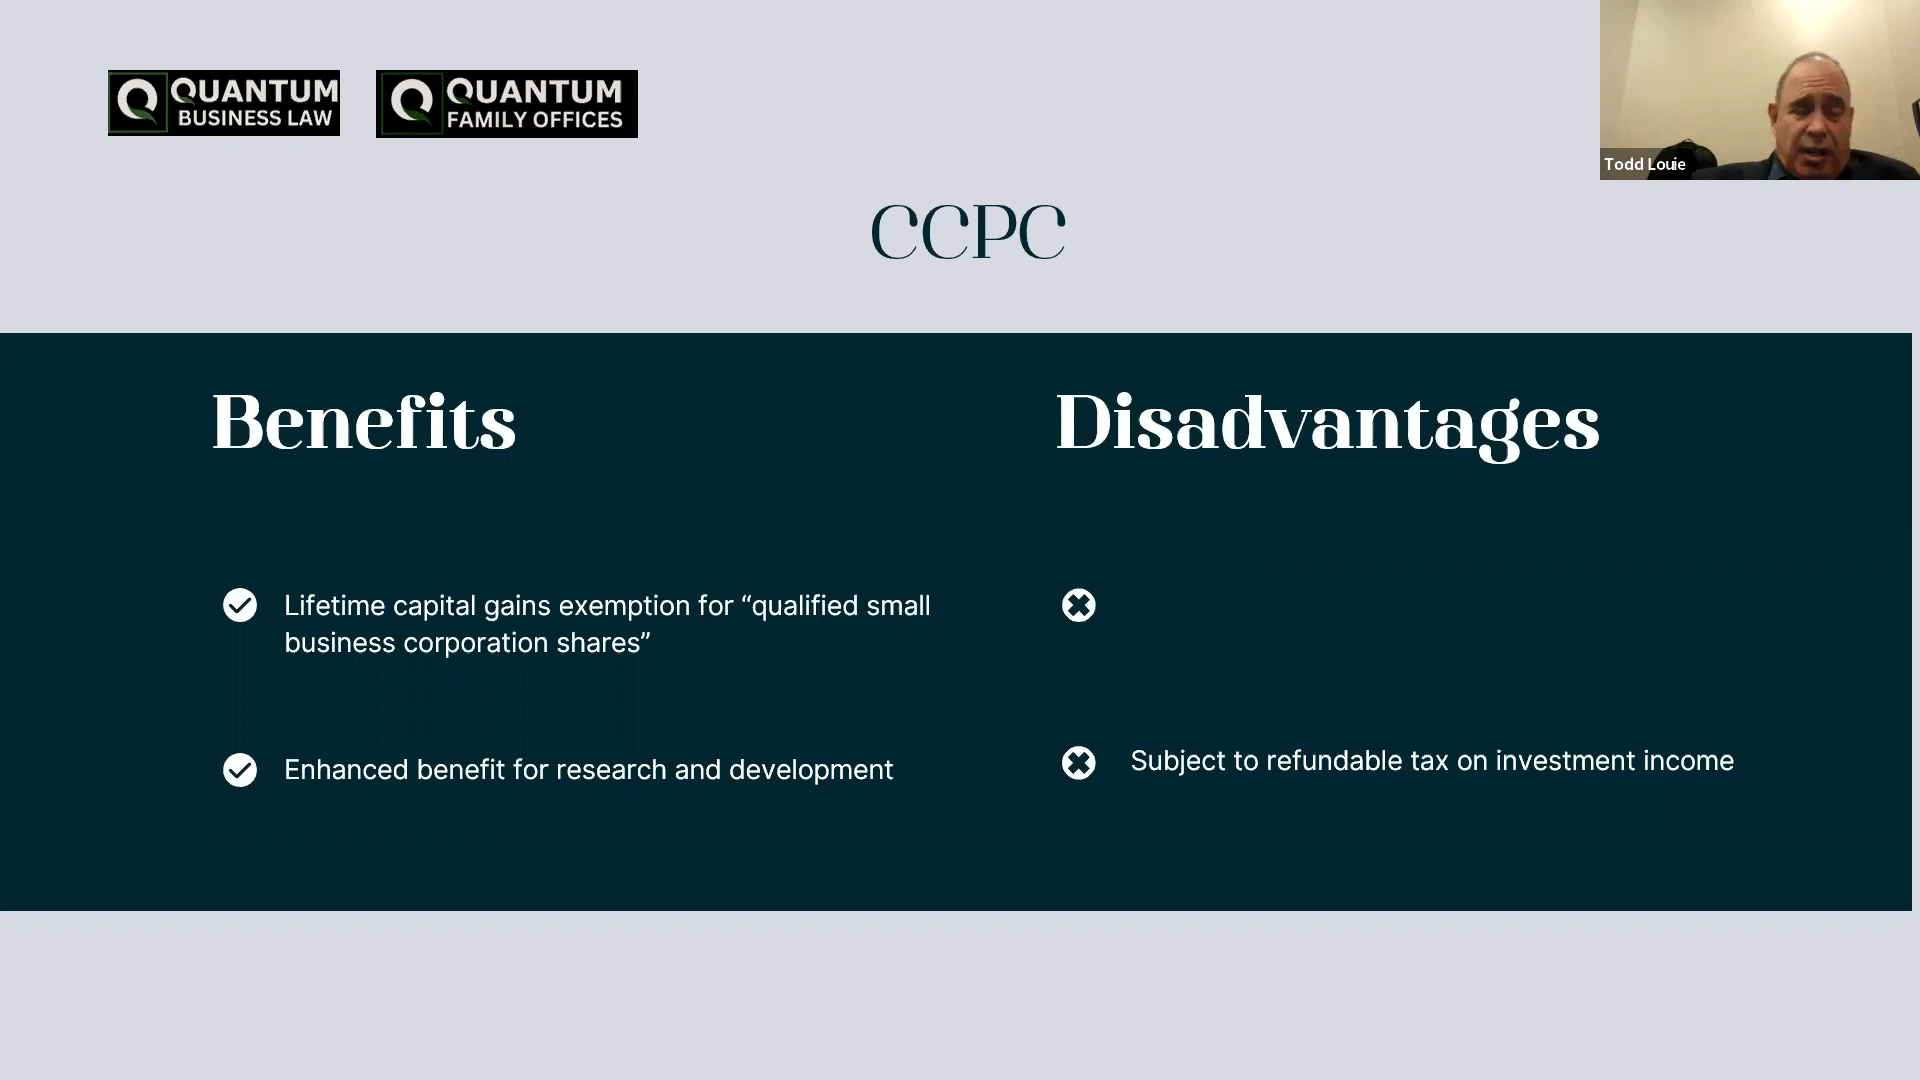 QUANTUM
BUSINESS LAW
QUANTUM
FAMILY OFFICES
Todd Louie
CCPC
Benefits
Lifetime capital gains exemption for “qualified small
business corporation shares”
Enhanced benefit for research and development
Disadvantages
Subject to refundable tax on investment income